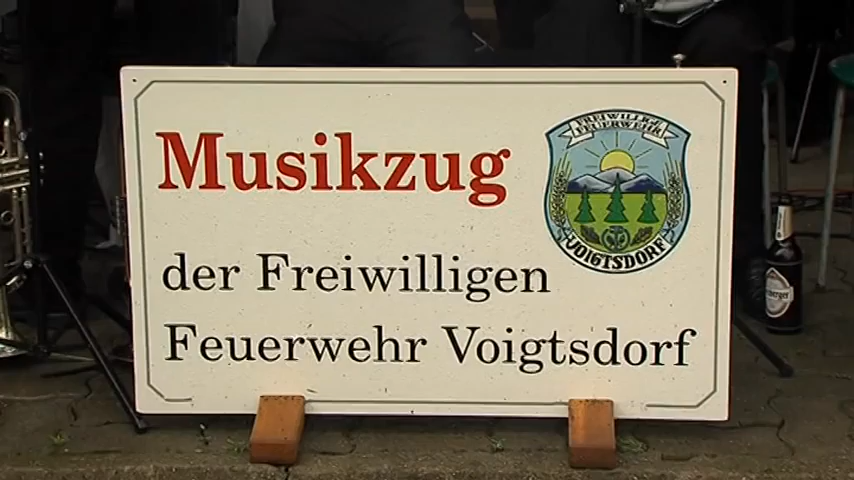 Musikzug
FREIWILLIGE
FEUERWEHR
VOIGTSDORF
der Freiwilligen
Feuerwehr Voigtsdorf